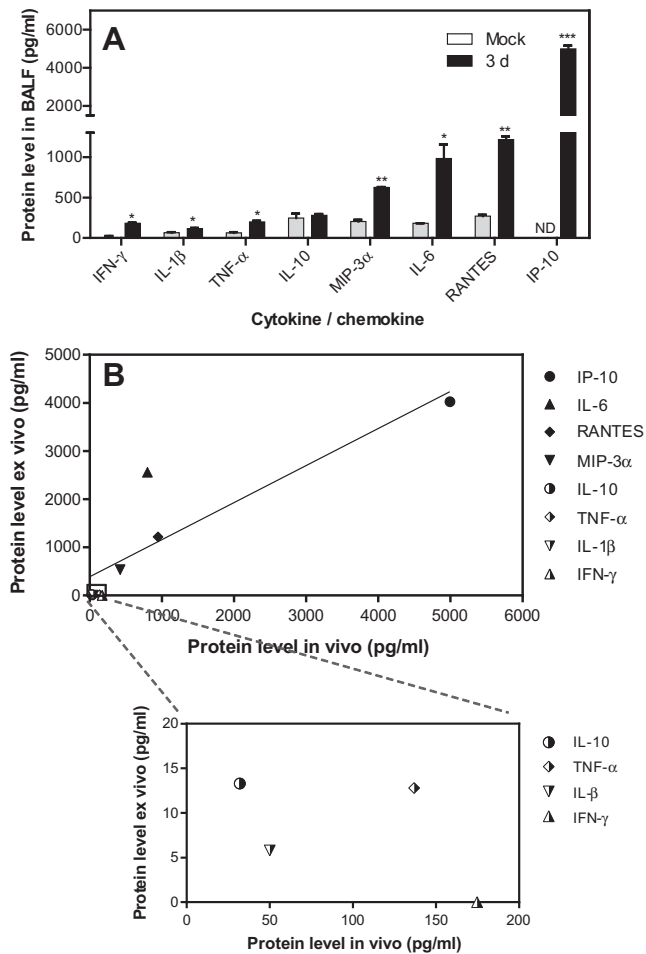 A
Protein level in BALF (pg/ml)
6000
4000
2000
1000
500
0
Mock
3 d
* * * ** * ** ***
ND
IFN-γ IL-1β TNF-α IL-10 MIP-3α IL-6 RANTES IP-10
Cytokine / chemokine
B
Protein level ex vivo (pg/ml)
5000
4000
3000
2000
1000
0
0 1000 2000 3000 4000 5000 6000
Protein level in vivo (pg/ml)
IP-10
IL-6
RANTES
MIP-3α
IL-10
TNF-α
IL-1β
IFN-γ
Protein level ex vivo (pg/ml)
20
15
10
5
0
0 50 100 150 200
Protein level in vivo (pg/ml)
IL-10
TNF-α
IL-β
IFN-γ